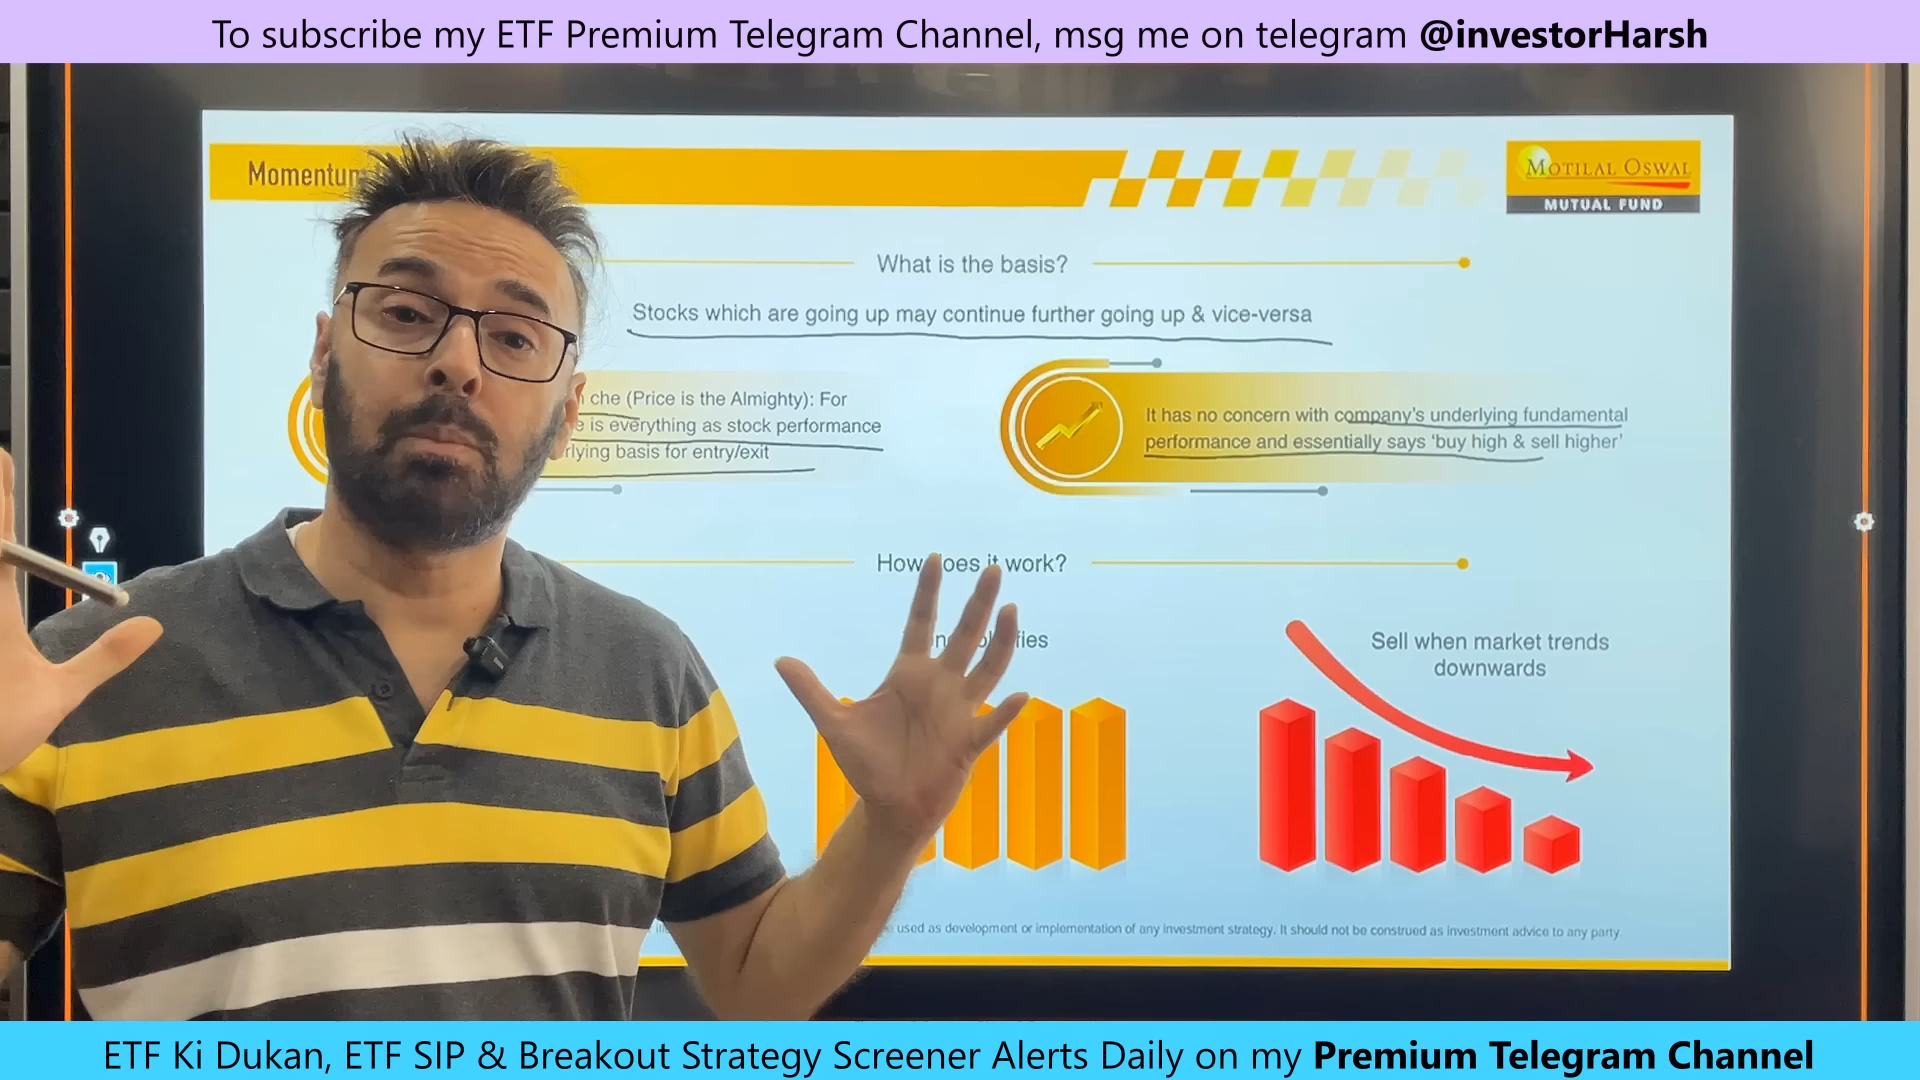 To subscribe my ETF Premium Telegram Channel, msg me on telegram @investorHarsh
MOTILAL OSWAL
MUTUAL FUND
What is the basis?
Stocks which are going up may continue further going up & vice-versa
che (Price is the Almighty): For
is everything as stock performance
basis for entry/exit
It has no concern with company's underlying fundamental
performance and essentially says 'buy high & sell higher'
How does it work?
Sell when market trends
downwards
used as development or implementation of any investment strategy. It should not be construed as investment advice to any party.
ETF Ki Dukan, ETF SIP & Breakout Strategy Screener Alerts Daily on my Premium Telegram Channel